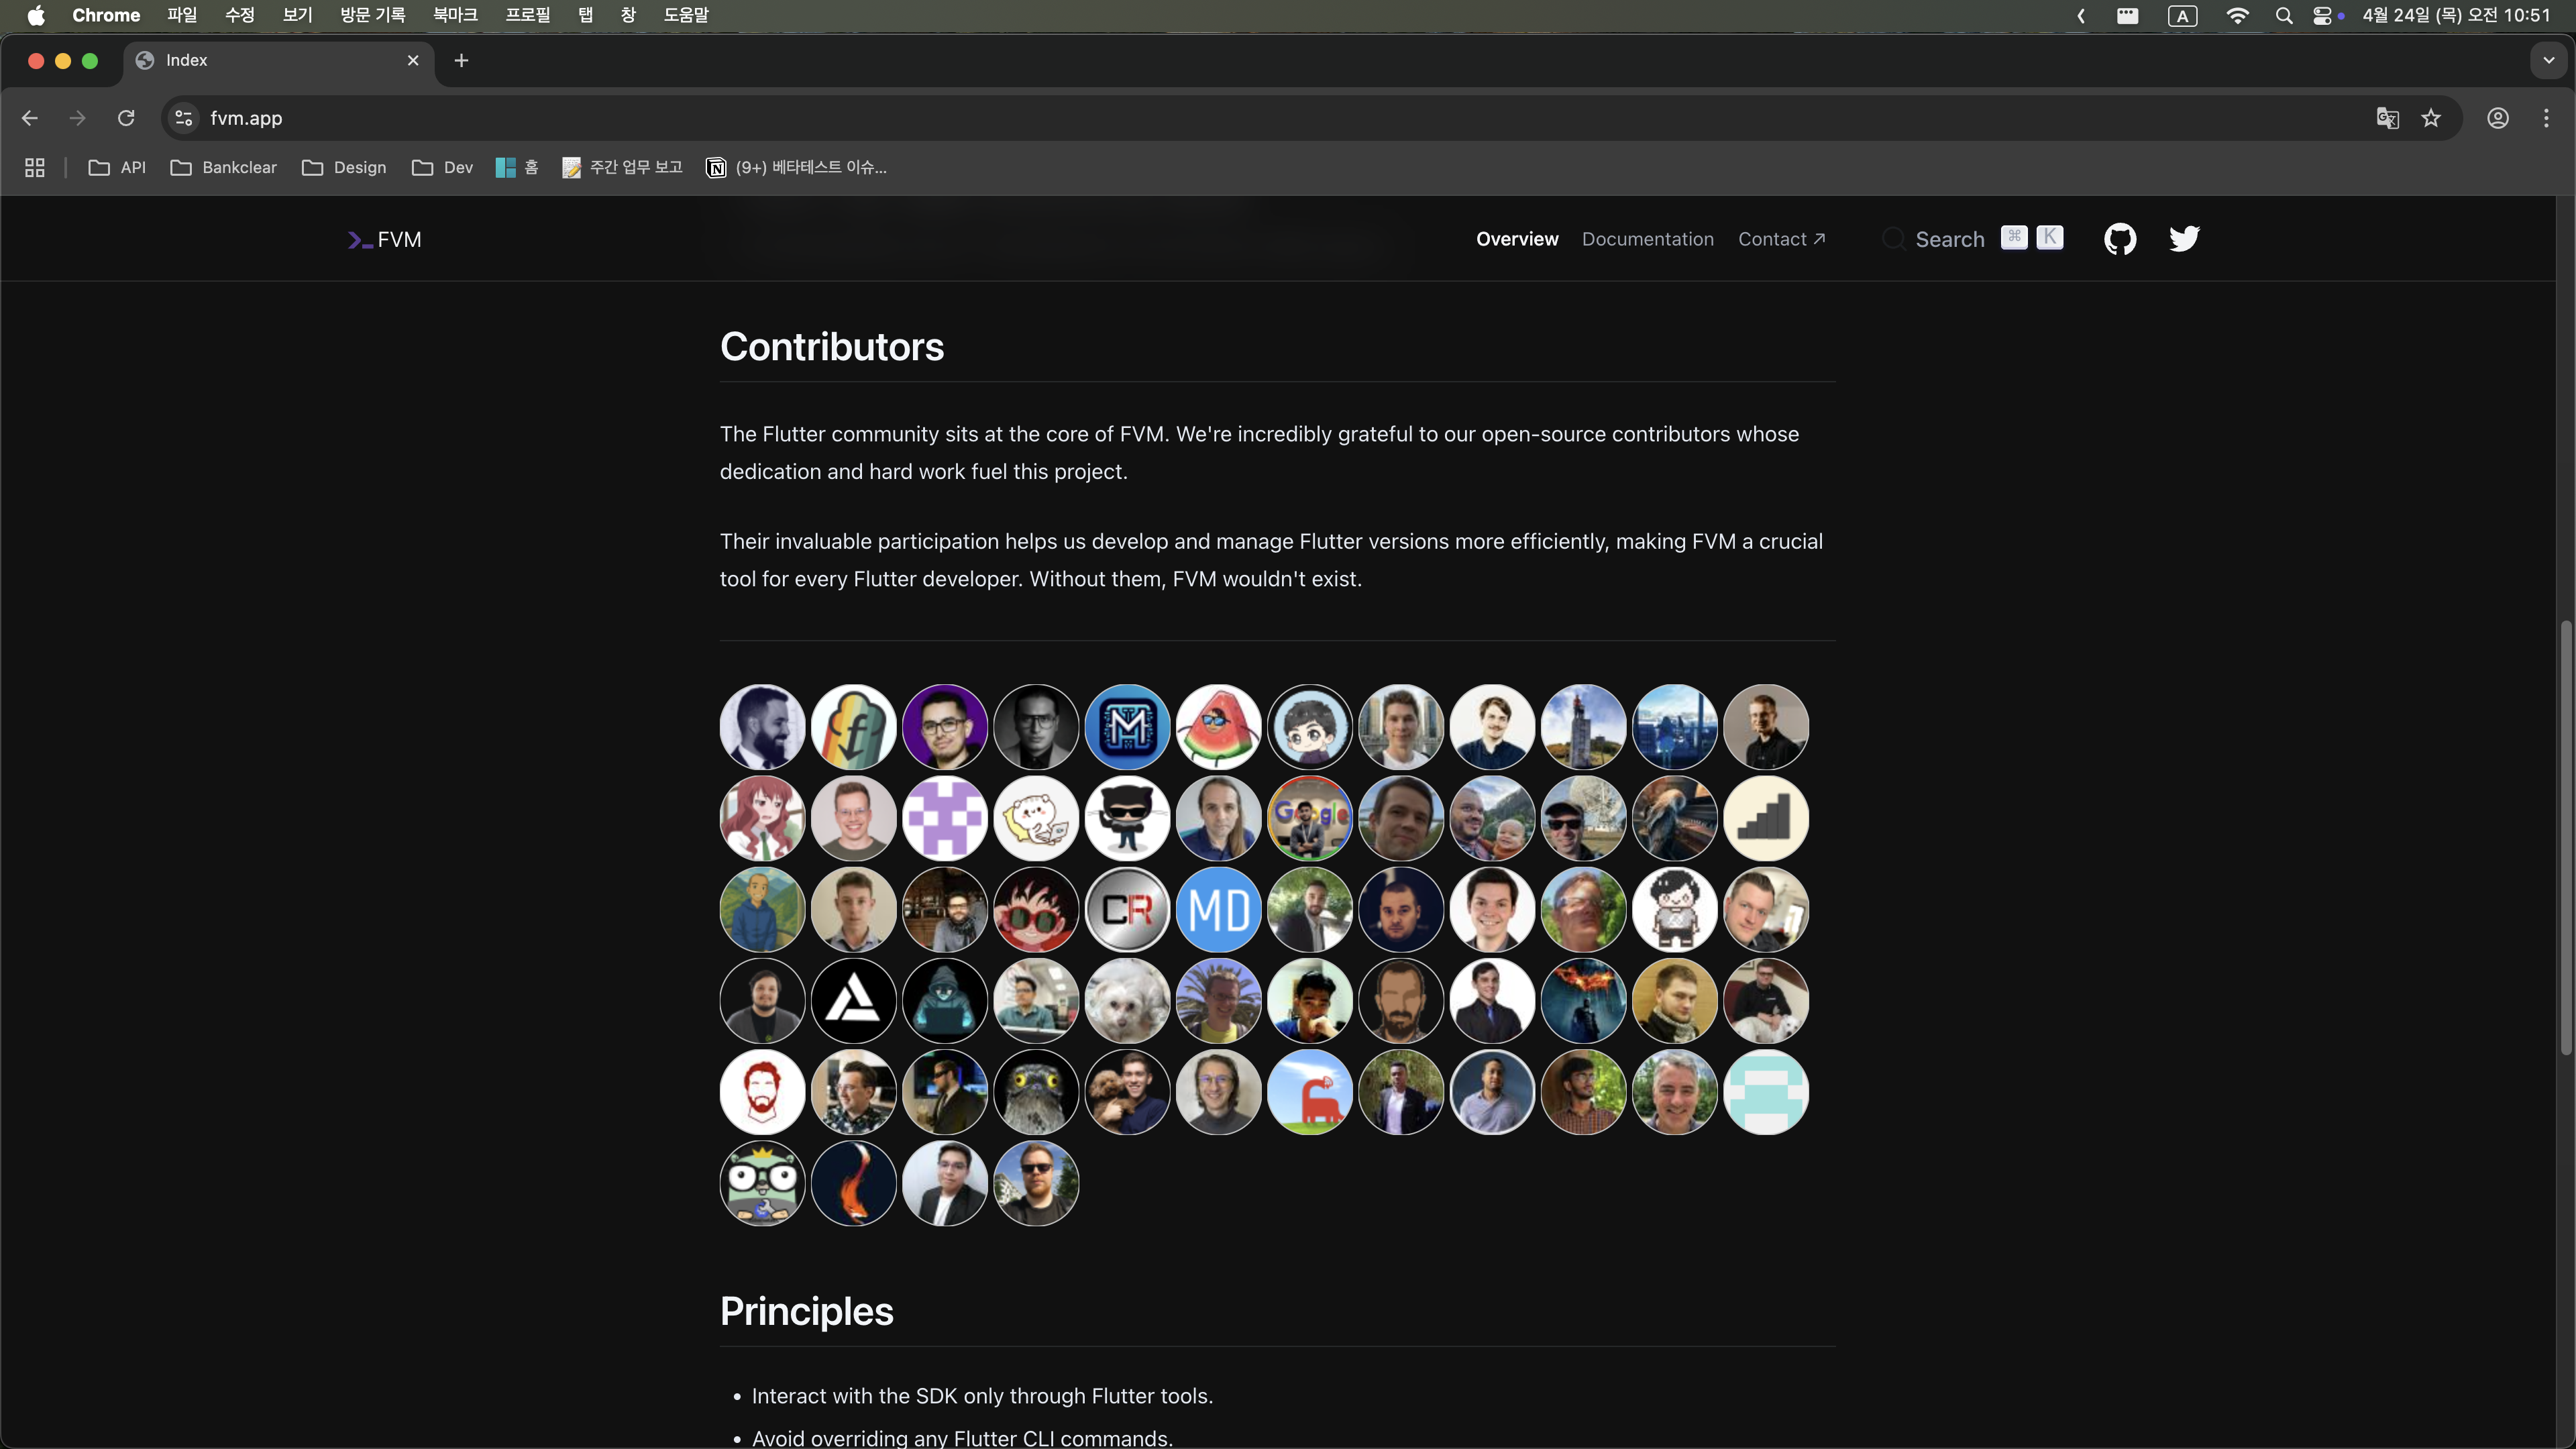 Chrome 파일 수정 보기 방문 기록 북마크 프로필 탭 창 도움말 A 4월 24일 (목) 오전 10:51
Index
fvm.app
API Bankclear Design Dev 홈 주간 업무 보고 (9+) 베타테스트 이슈...
FVM Overview Documentation Contact ↗ Search ⌘ K
Contributors
The Flutter community sits at the core of FVM. We're incredibly grateful to our open-source contributors whose
dedication and hard work fuel this project.
Their invaluable participation helps us develop and manage Flutter versions more efficiently, making FVM a crucial
tool for every Flutter developer. Without them, FVM wouldn't exist.
M
Google
CR MD
Principles
• Interact with the SDK only through Flutter tools.
• Avoid overriding any Flutter CLI commands.